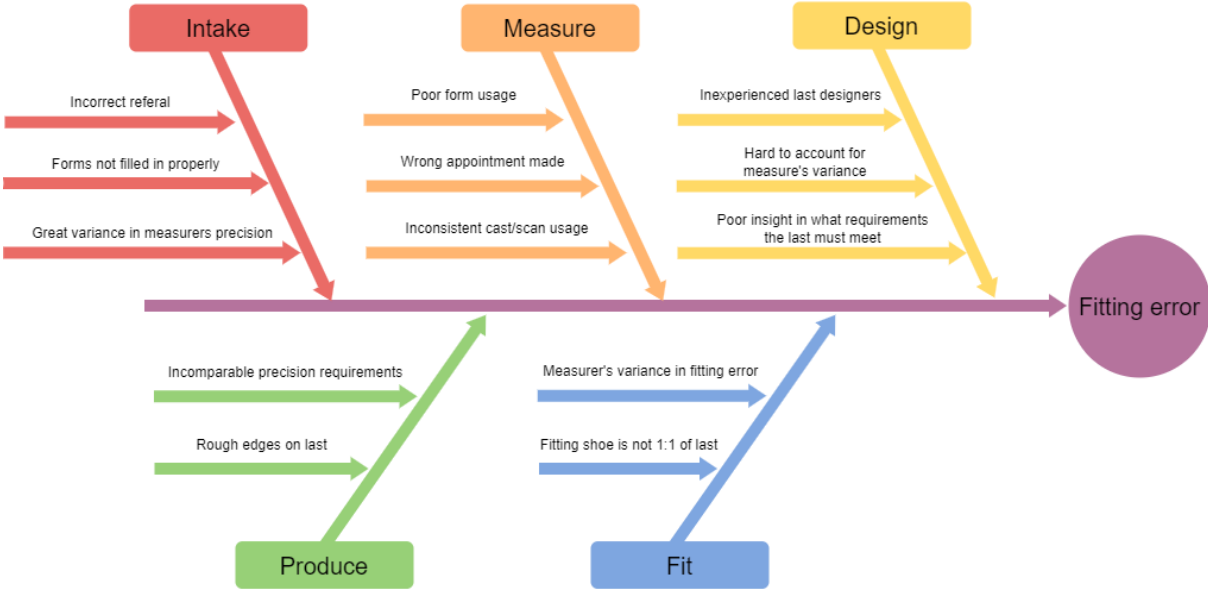 Intake
Measure
Design
Incorrect referal
Forms not filled in properly
Great variance in measurers precision
Poor form usage
Wrong appointment made
Inconsistent cast/scan usage
Inexperienced last designers
Hard to account for
measure's variance
Poor insight in what requirements
the last must meet
Fitting error
Incomparable precision requirements
Rough edges on last
Measurer's variance in fitting error
Fitting shoe is not 1:1 of last
Produce
Fit